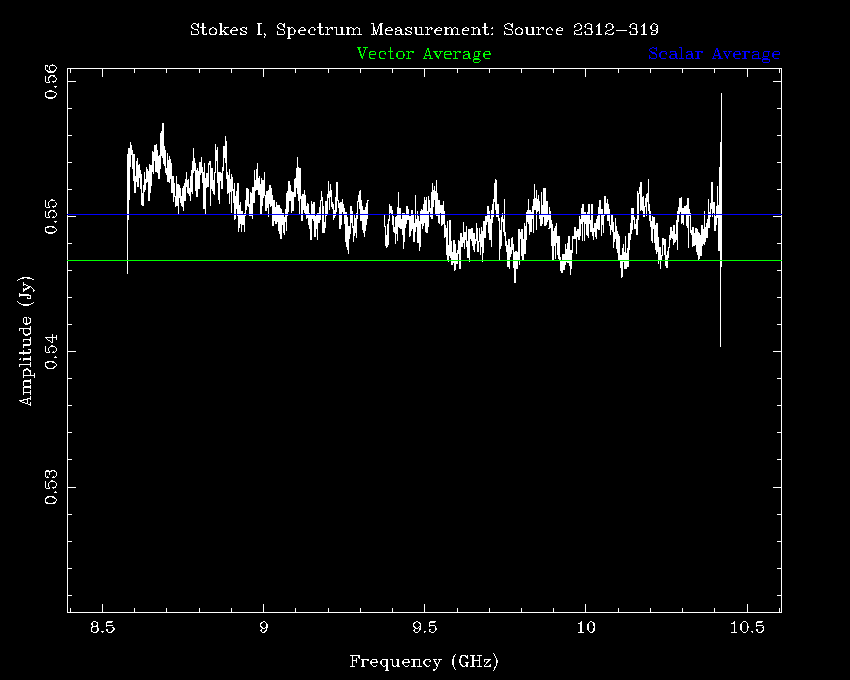 Stokes I, Spectrum Measurement: Source 2312-319
Vector Average
Scalar Average
0.56
0.55
0.54
0.53
Amplitude (Jy)
8.5
9
9.5
10
10.5
Frequency (GHz)